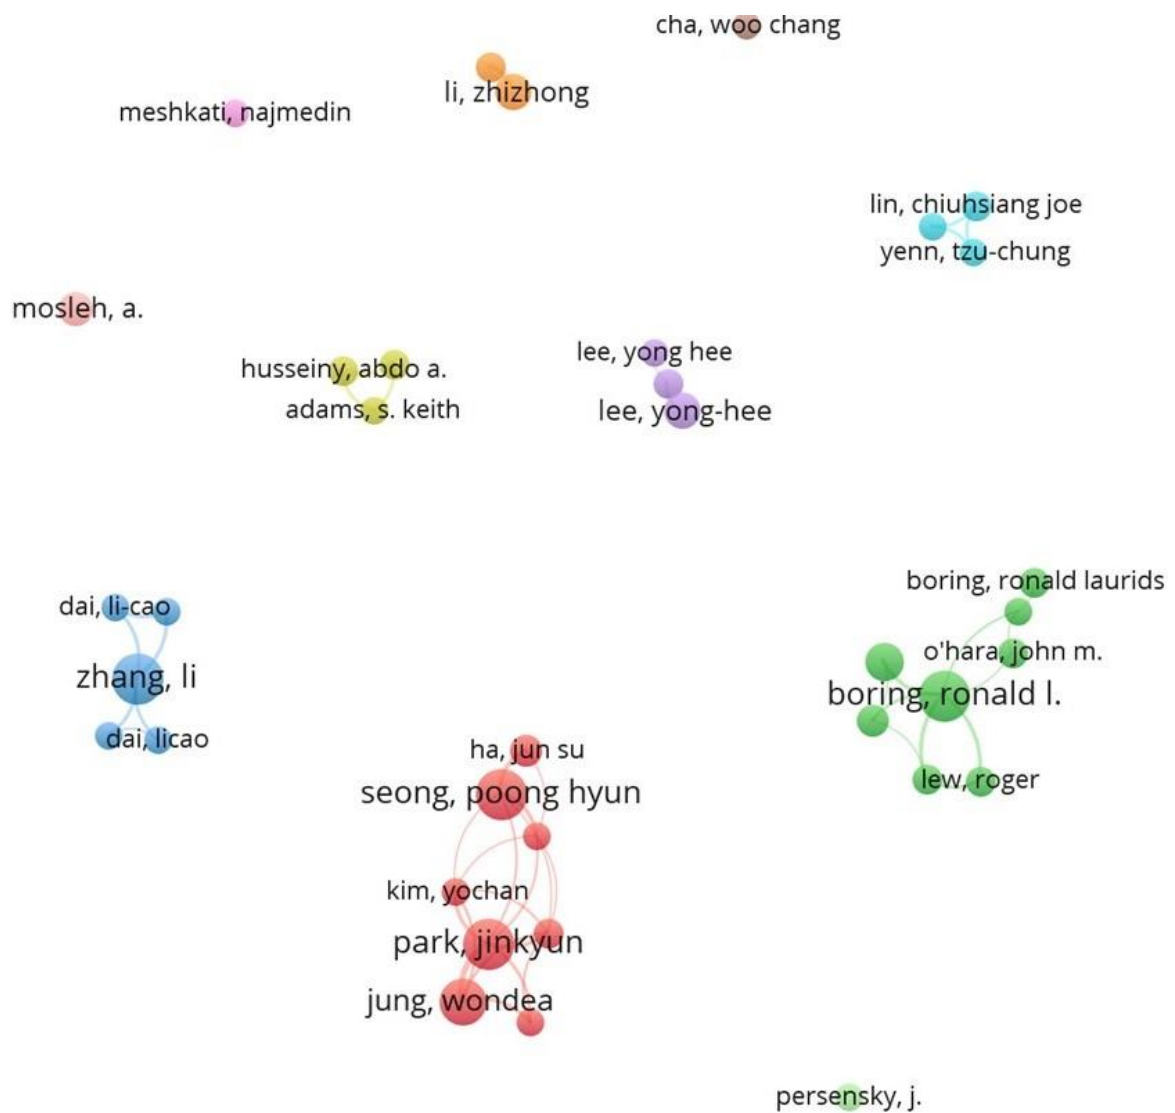 cha, woo chang
li, zhizhong
meshkati, najmedin
lin, chiuhsiang joe
yenn, tzu-chung
mosleh, a.
lee, yong hee
husseiny, abdo a.
adams, s. keith
lee, yong-hee
boring, ronald laurids
dai, li-cao
o'hara, john m.
zhang, li
boring, ronald l.
dai, licao
ha, jun su
lew, roger
seong, poong hyun
kim, yochan
park, jinkyun
jung, wondea
persensky, j.